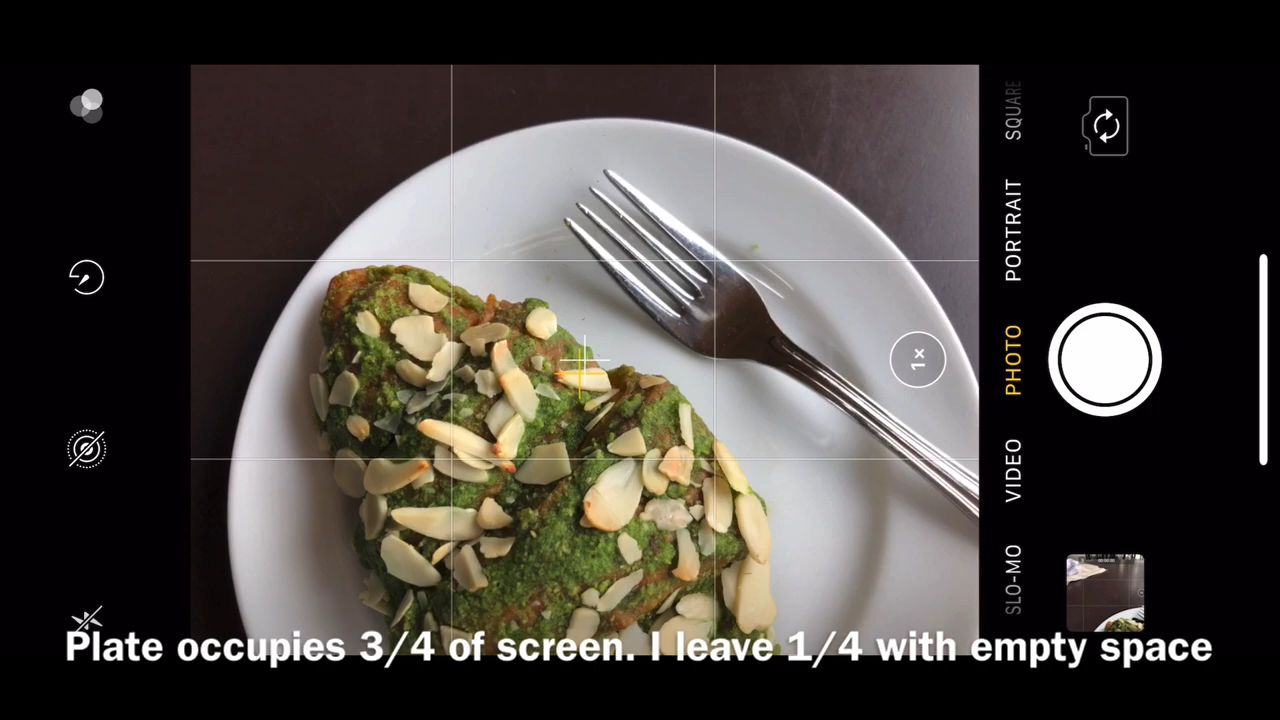 SQUARE
PORTRAIT
1×
PHOTO
VIDEO
SLO-MO
Plate occupies 3/4 of screen. I leave 1/4 with empty space